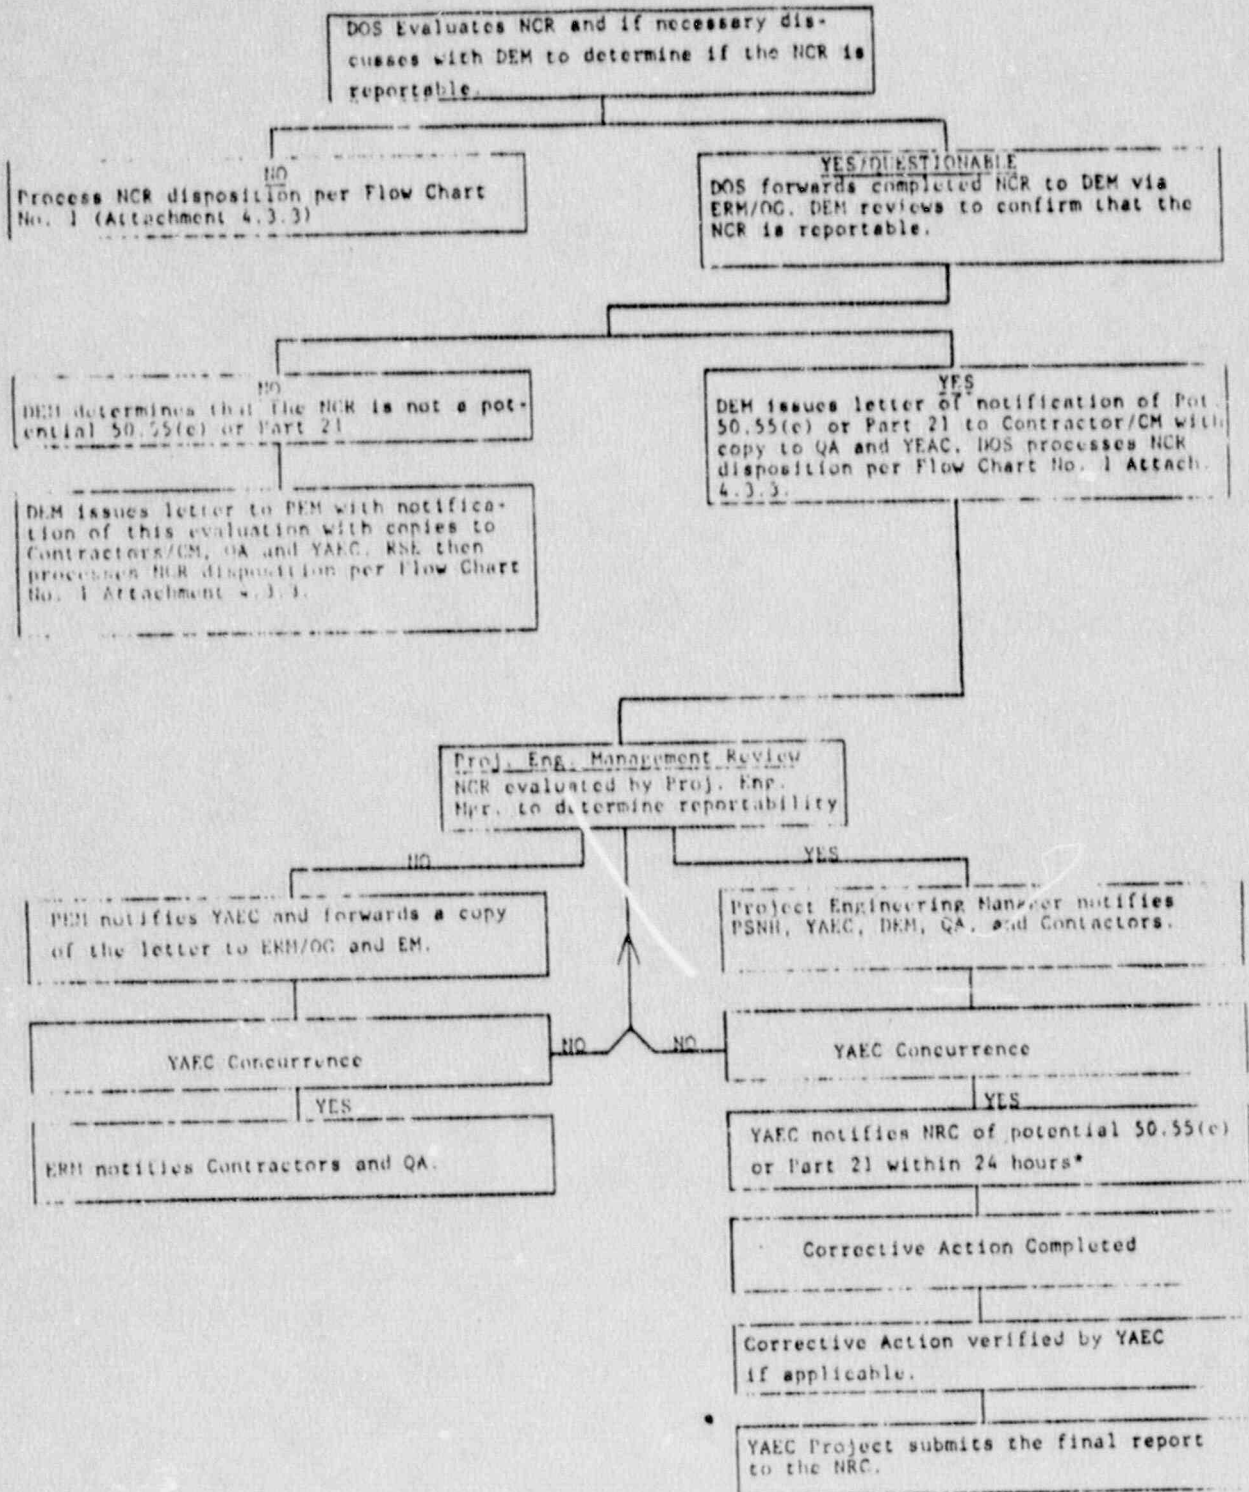 DOS Evaluates NCR and if necessary dis-
cusses with DEM to determine if the NCR is
reportable.
NO
Process NCR disposition per Flow Chart
No. 1 (Attachment 4.3.3)
YES/QUESTIONABLE
DOS forwards completed NCR to DEM via
ERM/OG. DEM reviews to confirm that the
NCR is reportable.
NO
DEM determines that the NCR is not a pot-
ential 50.55(e) or Part 21
DEM issues letter to PEM with notifica-
tion of this evaluation with copies to
Contractors/CM, QA and YAEC. RSE then
processes NCR disposition per Flow Chart
No. 1 Attachment 4.3.3.
YES
DEM issues letter of notification of Pot.
50.55(e) or Part 21 to Contractor/CM with
copy to QA and YEAC. DOS processes NCR
disposition per Flow Chart No. 1 Attach.
4.3.3.
Proj. Eng. Management Review
NCR evaluated by Proj. Eng.
Mgr. to determine reportability
NO
YES
PEM notifies YAEC and forwards a copy
of the letter to ERM/OG and EM.
Project Engineering Manager notifies
PSNH, YAEC, DEM, QA, and Contactors.
YAEC Concurrence
NO
NO
YAEC Concurrence
YES
YES
ERM notifies Contractors and QA.
YAEC notifies NRC of potential 50.55(e)
or Part 21 within 24 hours*
Corrective Action Completed
Corrective Action verified by YAEC
if applicable.
YAEC Project submits the final report
to the NRC.